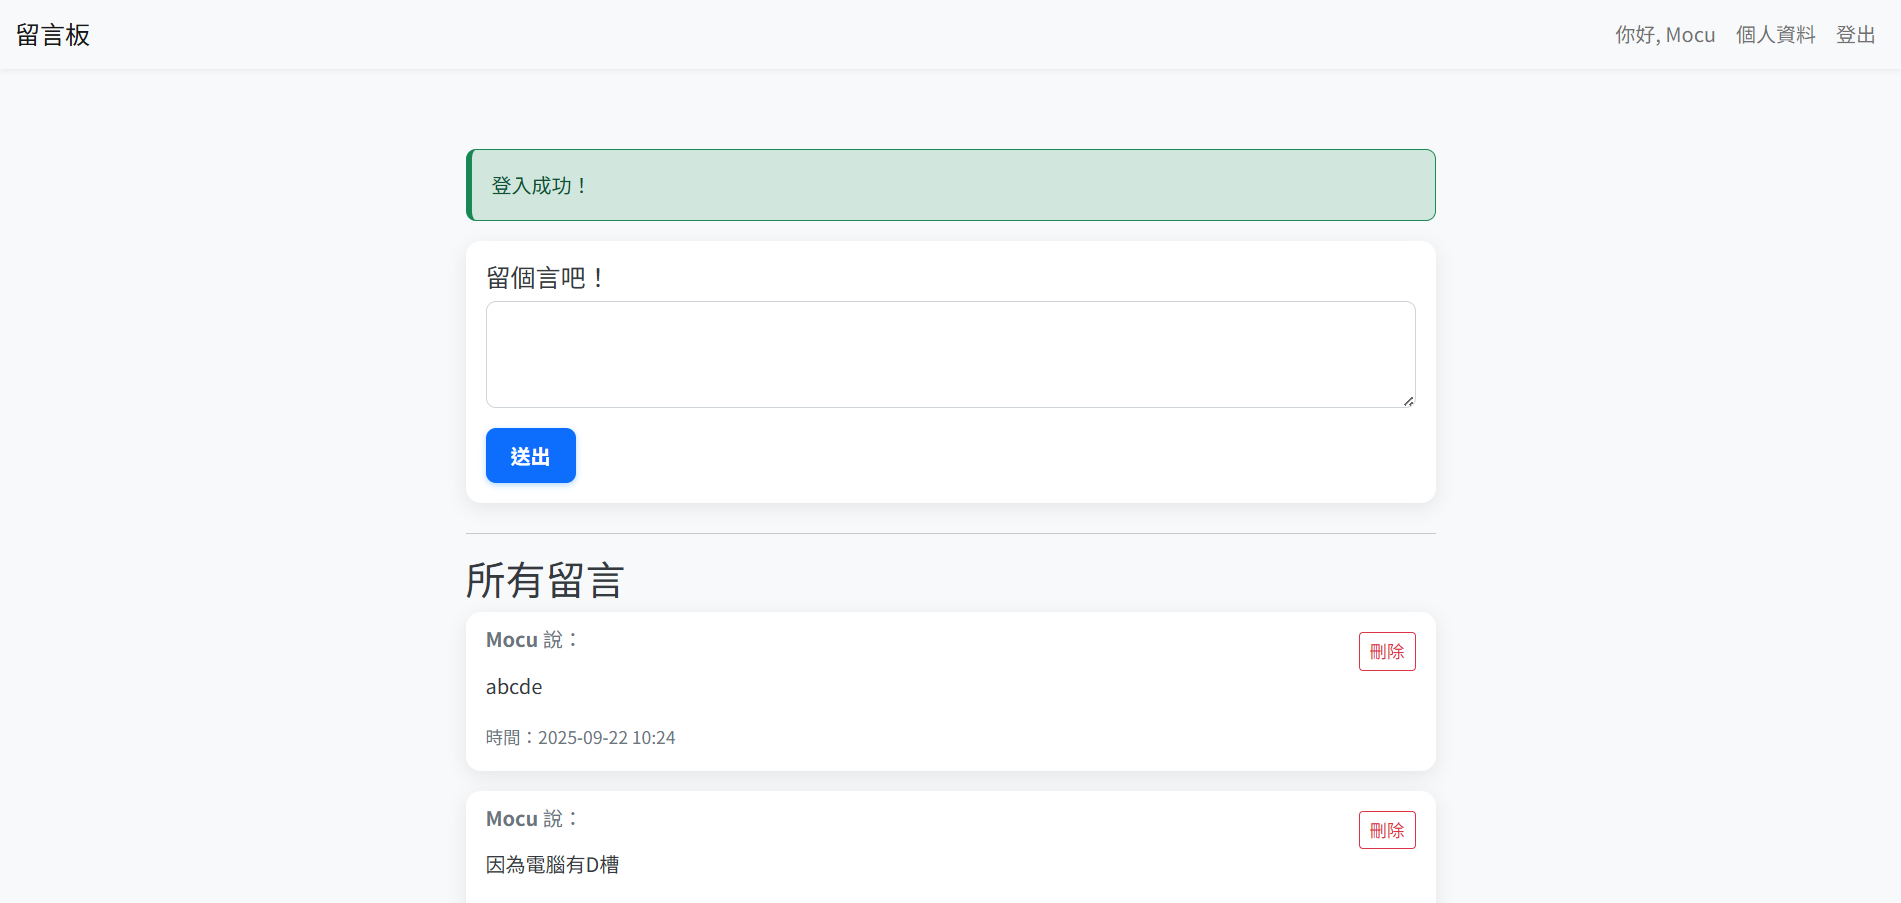 留言板
你好, Mocu 個人資料 登出
登入成功！
留個言吧！
送出
所有留言
Mocu 說：
刪除
abcde
時間：2025-09-22 10:24
Mocu 說：
刪除
因為電腦有D槽